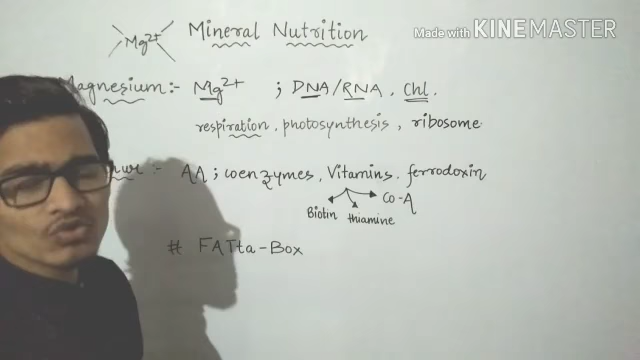 Made with KINEMASTER
Mg2+ Mineral Nutrition
Magnesium:- Mg2+ ; DNA/RNA, Chl.
respiration, photosynthesis, ribosome.
:- AA; coenzymes, Vitamins. ferrodoxin
Biotin thiamine CO-A
# FATta-Box